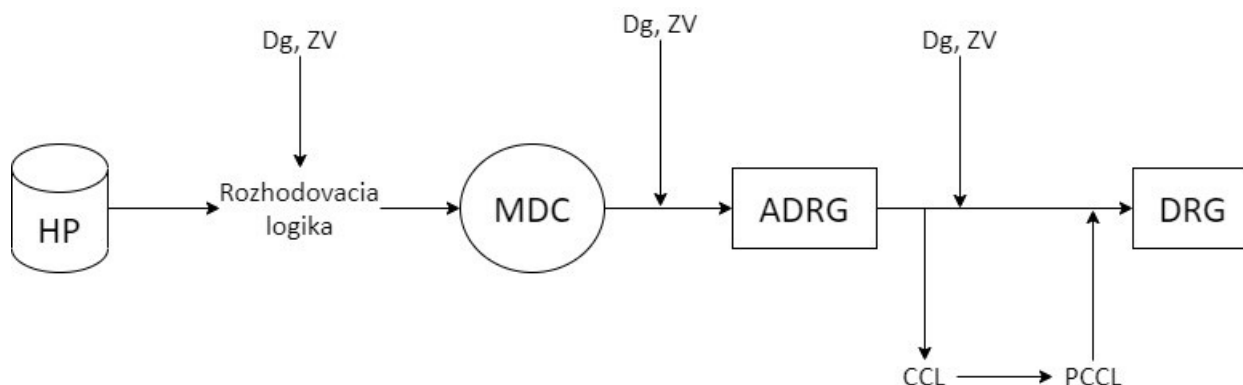 Dg, ZV
Dg, ZV
Dg, ZV
HP
Rozhodovacia
logika
MDC
ADRG
DRG
CCL
PCCL